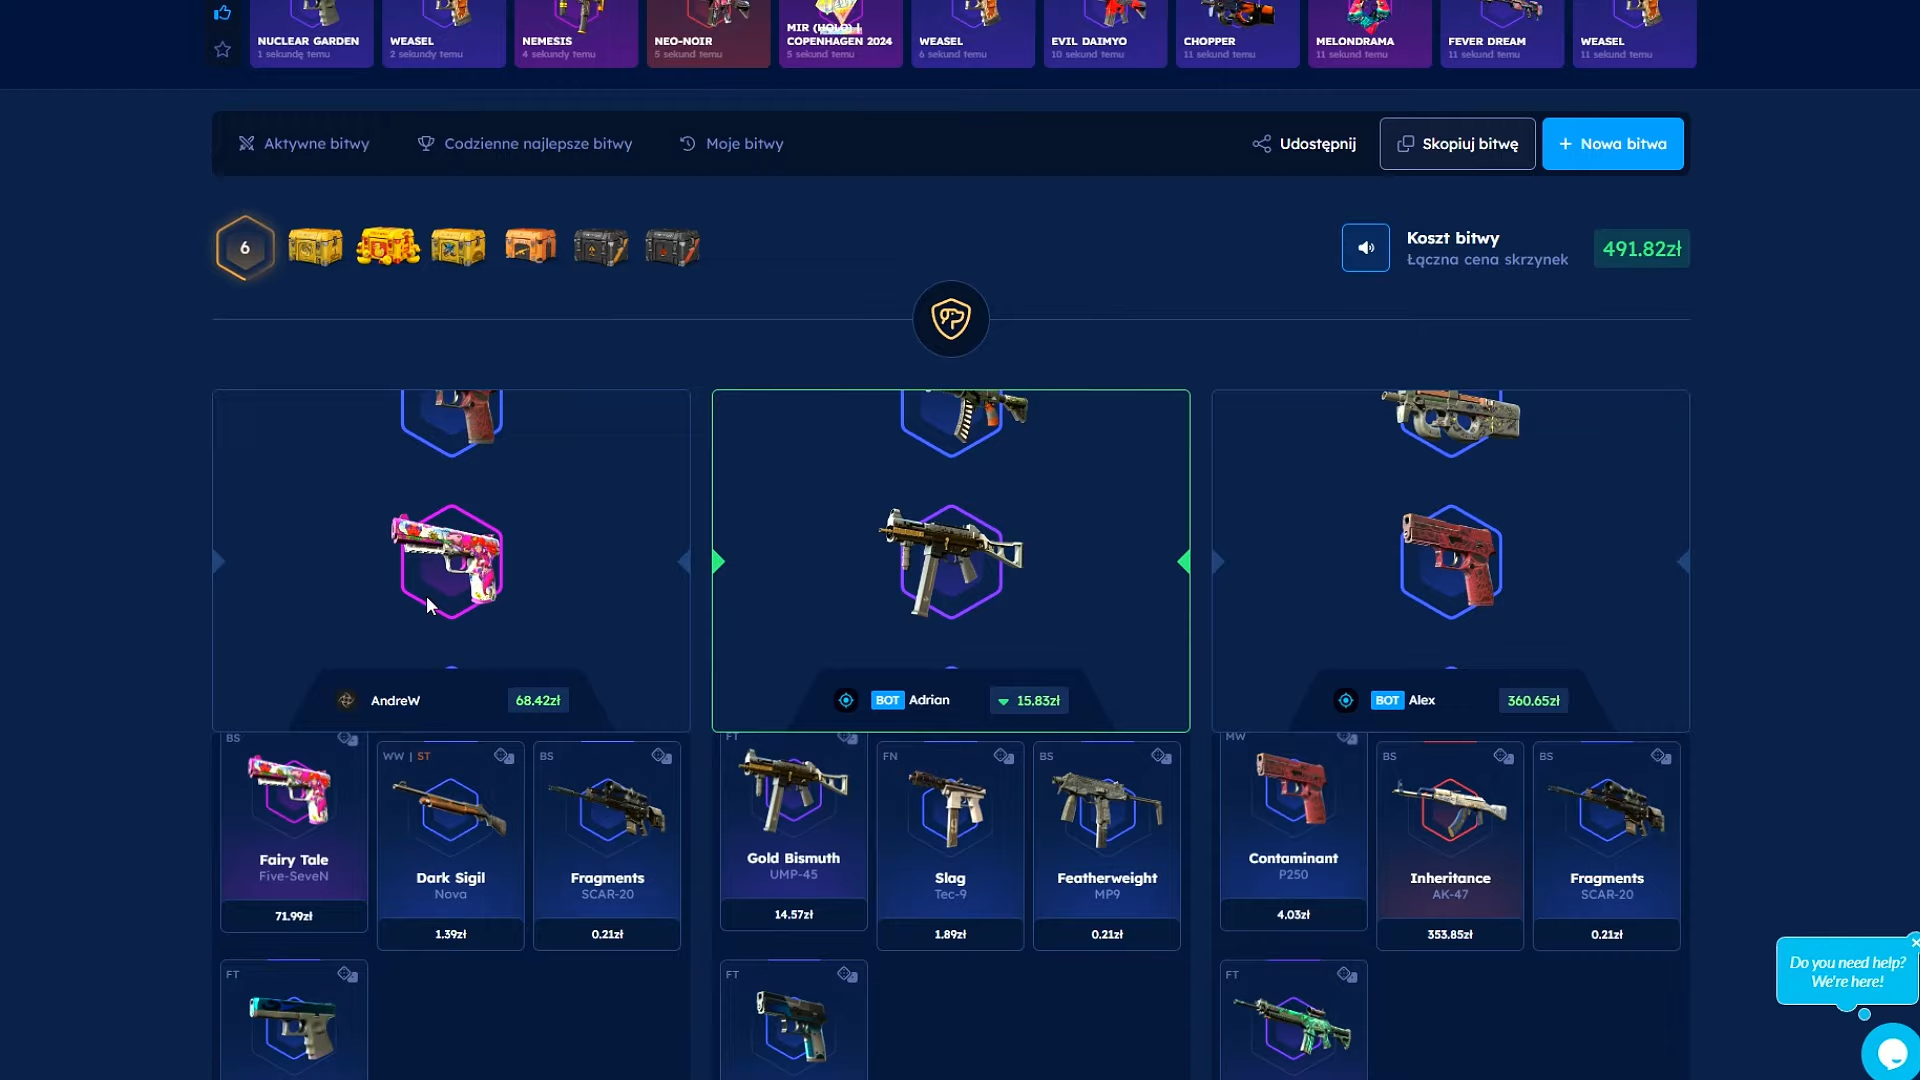 NUCLEAR GARDEN
1 sekundę temu
WEASEL
2 sekundy temu
NEMESIS
4 sekundy temu
NEO-NOIR
5 sekund temu
MIR (HOLO) |
COPENHAGEN 2024
5 sekund temu
WEASEL
6 sekund temu
EVIL DAIMYO
10 sekund temu
CHOPPER
11 sekund temu
MELONDRAMA
11 sekund temu
FEVER DREAM
11 sekund temu
WEASEL
11 sekund temu
Aktywne bitwy
Codzienne najlepsze bitwy
Moje bitwy
Udostępnij
Skopiuj bitwę
+ Nowa bitwa
6
Koszt bitwy
Łączna cena skrzynek
491.82zł
AndreW
68.42zł
BOT Adrian
15.83zł
BOT Alex
360.65zł
BS
Fairy Tale
Five-SeveN
71.99zł
WW | ST
Dark Sigil
Nova
1.39zł
BS
Fragments
SCAR-20
0.21zł
FT
Gold Bismuth
UMP-45
14.57zł
FN
Slag
Tec-9
1.89zł
BS
Featherweight
MP9
0.21zł
MW
Contaminant
P250
4.03zł
BS
Inheritance
AK-47
353.85zł
BS
Fragments
SCAR-20
0.21zł
FT
FT
FT
Do you need help?
We're here!